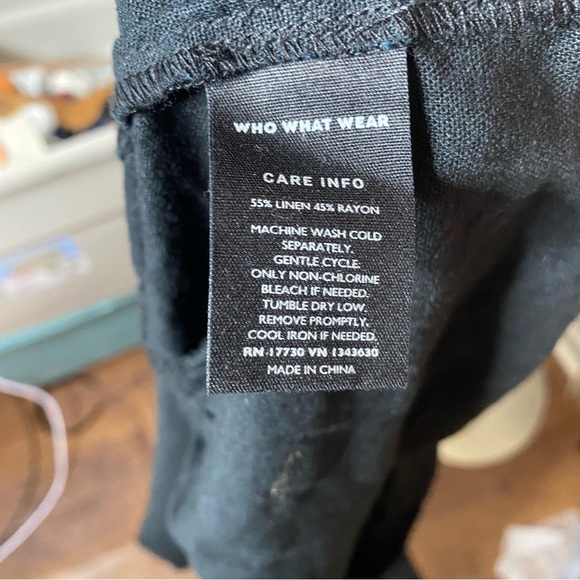 WHO WHAT WEAR
CARE INFO
55% LINEN 45% RAYON
MACHINE WASH COLD
SEPARATELY.
GENTLE CYCLE.
ONLY NON-CHLORINE
BLEACH IF NEEDED.
TUMBLE DRY LOW.
REMOVE PROMPTLY.
COOL IRON IF NEEDED.
RN 17730 VN 1343630
MADE IN CHINA